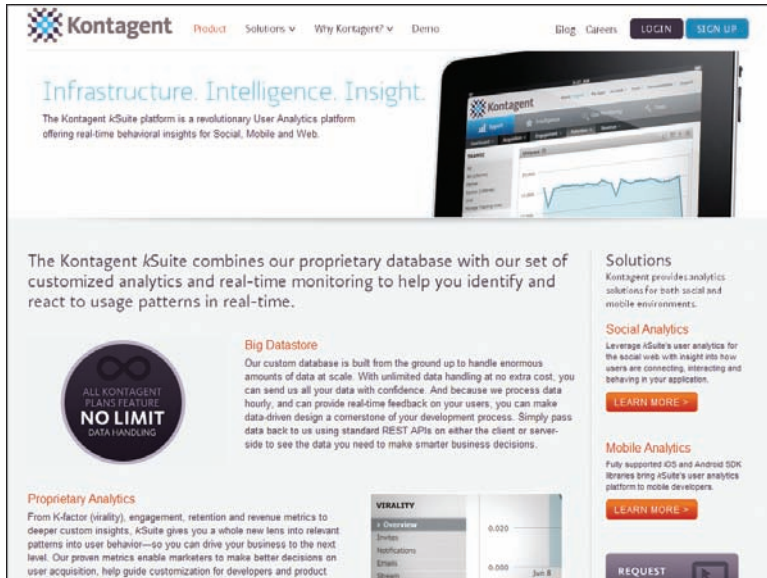 Kontagent
Product Solutions Why Kontagent? Demo
Blog Careers LOGIN SIGN UP
Infrastructure. Intelligence. Insight.
The Kontagent kSuite platform is a revolutionary User Analytics platform
offering real-time behavioral insights for Social, Mobile and Web.
Kontagent
TRAFFIC
The Kontagent kSuite combines our proprietary database with our set of
customized analytics and real-time monitoring to help you identify and
react to usage patterns in real-time.
ALL KONTAGENT
PLANS FEATURE
NO LIMIT
DATA HANDLING
Big Datastore
Our custom database is built from the ground up to handle enormous
amounts of data at scale. With unlimited data handling at no extra cost, you
can send us all your data with confidence. And because we process data
hourly, and can provide real-time feedback on your users, you can make
data-driven design a cornerstone of your development process. Simply pass
data back to us using standard REST APIs on either the client or server-
side to see the data you need to make smarter business decisions.
Proprietary Analytics
From K-factor (virality), engagement, retention and revenue metrics to
deeper custom insights, kSuite gives you a whole new lens into relevant
patterns into user behavior—so you can drive your business to the next
level. Our proven metrics enable marketers to make better decisions on
user acquisition, help guide customization for developers and product
VIRALITY
> Overview
Invites
Notifications
Emails
Stream
0.020
0.000
Jun 8
Solutions
Kontagent provides analytics
solutions for both social and
mobile environments.
Social Analytics
Leverage kSuite's user analytics for
the social web with insight into how
users are connecting, interacting and
behaving in your application.
LEARN MORE >
Mobile Analytics
Fully supported iOS and Android SDK
libraries bring kSuite's user analytics
platform to mobile developers.
LEARN MORE >
REQUEST